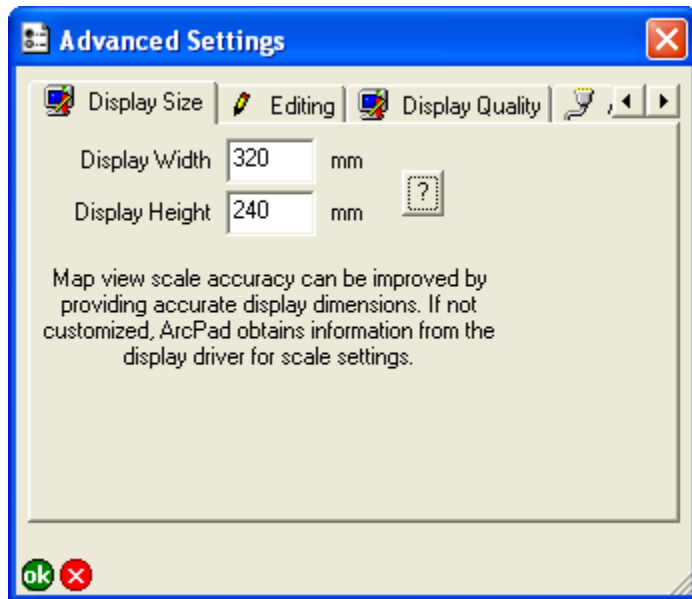 Advanced Settings
Display Size Editing Display Quality
Display Width 320 mm
?
Display Height 240 mm
Map view scale accuracy can be improved by
providing accurate display dimensions. If not
customized, ArcPad obtains information from the
display driver for scale settings.
ok